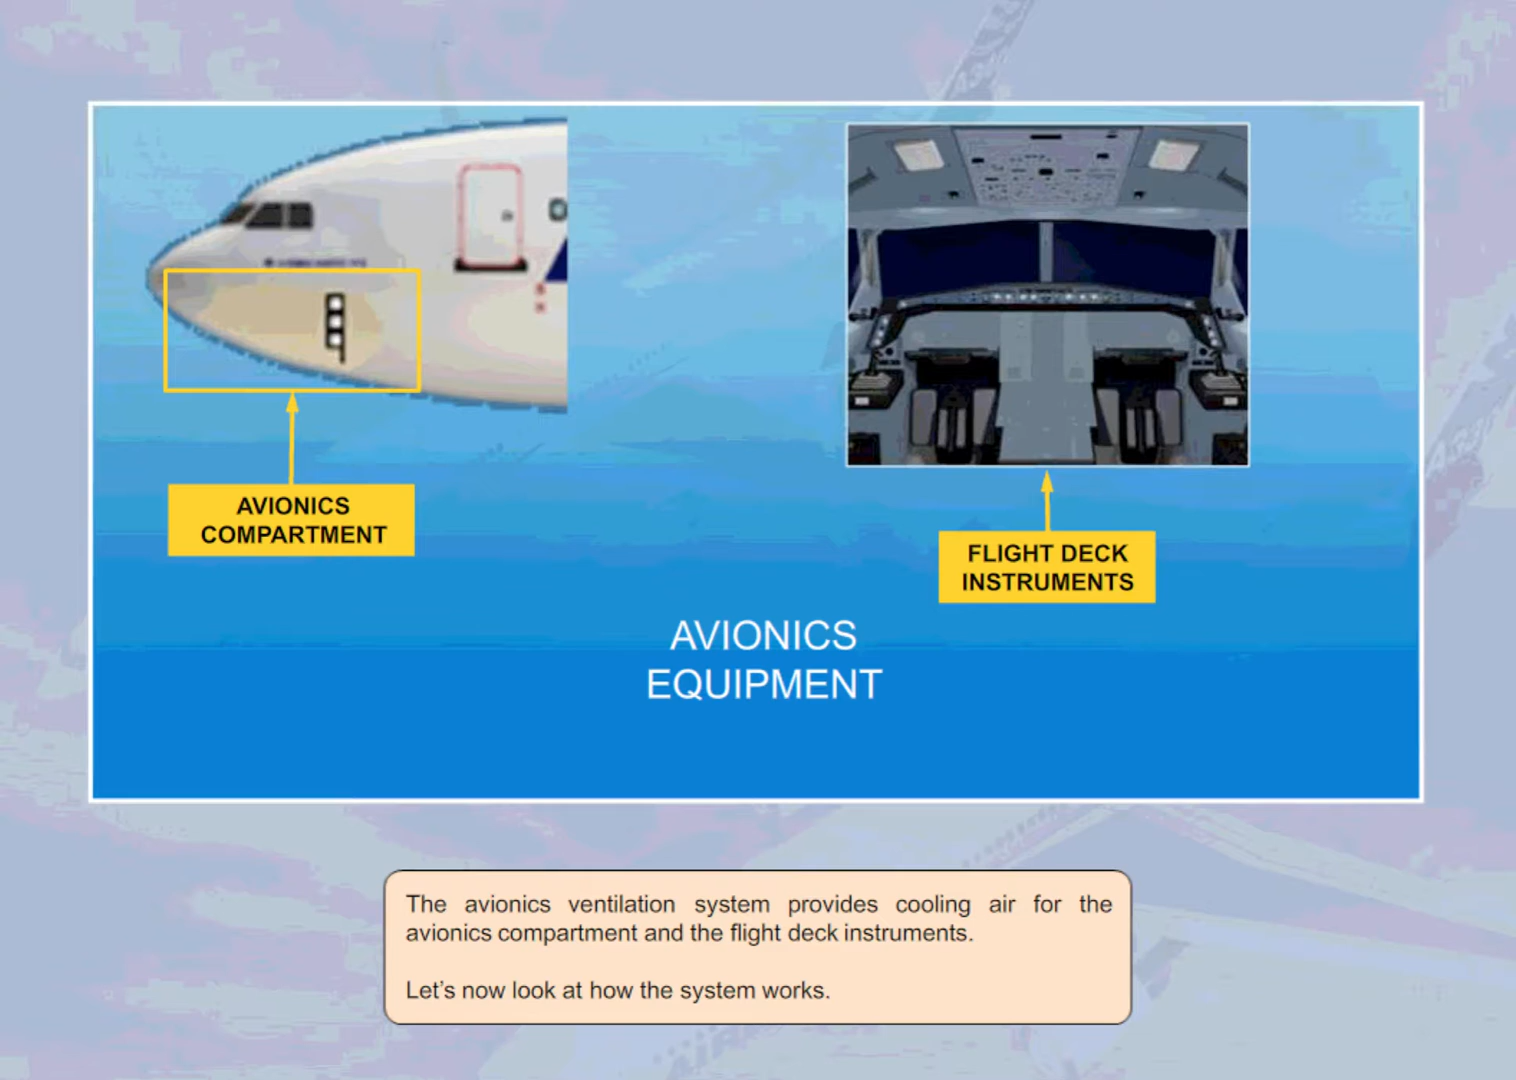 AVIONICS
COMPARTMENT
FLIGHT DECK
INSTRUMENTS
AVIONICS
EQUIPMENT
The avionics ventilation system provides cooling air for the
avionics compartment and the flight deck instruments.
Let’s now look at how the system works.